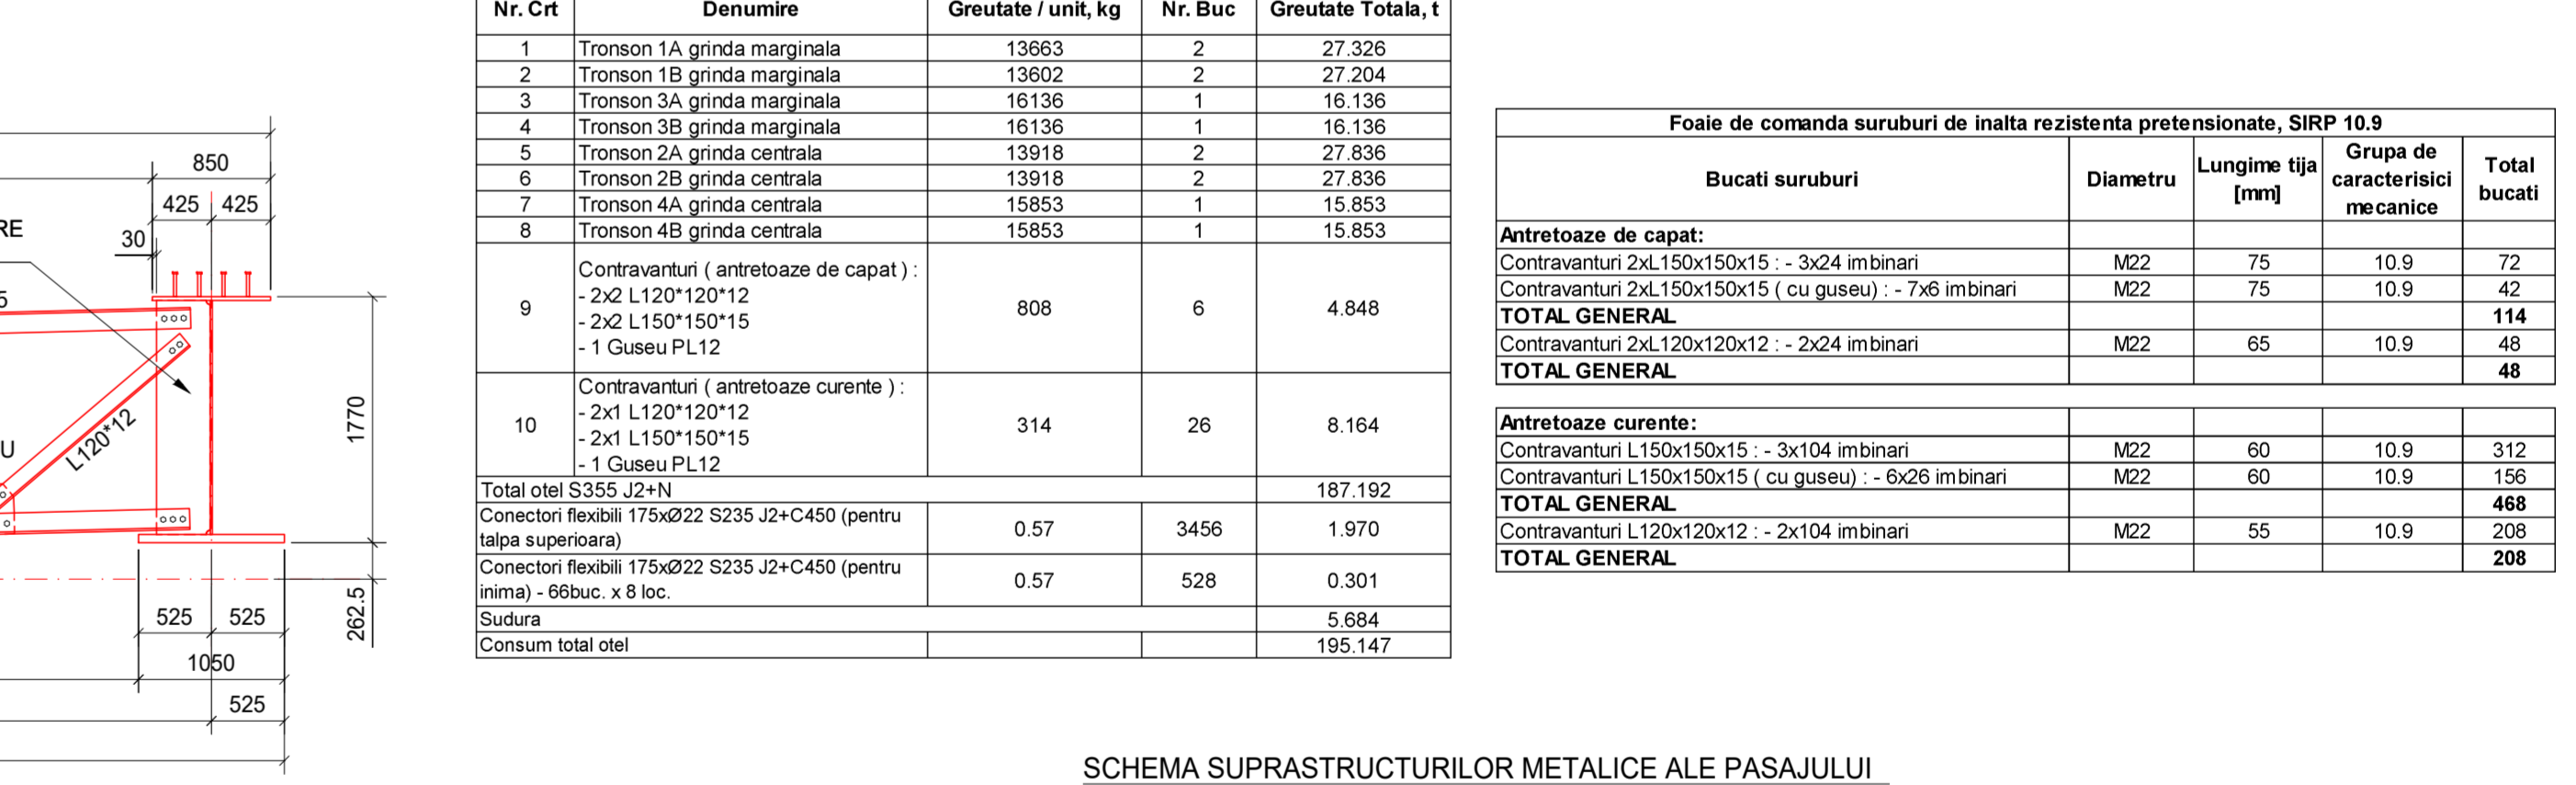 850
425 425
RE
30
5
L120*12
U
1770
262.5
525 525
1050
525
Nr. Crt Denumire Greutate / unit, kg Nr. Buc Greutate Totala, t
1 Tronson 1A grinda marginala 13663 2 27.326
2 Tronson 1B grinda marginala 13602 2 27.204
3 Tronson 3A grinda marginala 16136 1 16.136
4 Tronson 3B grinda marginala 16136 1 16.136
5 Tronson 2A grinda centrala 13918 2 27.836
6 Tronson 2B grinda centrala 13918 2 27.836
7 Tronson 4A grinda centrala 15853 1 15.853
8 Tronson 4B grinda centrala 15853 1 15.853
9 Contravanturi ( antretoaze de capat ) :
- 2x2 L120*120*12
- 2x2 L150*150*15
- 1 Guseu PL12
808 6 4.848
10 Contravanturi ( antretoaze curente ) :
- 2x1 L120*120*12
- 2x1 L150*150*15
- 1 Guseu PL12
314 26 8.164
Total otel S355 J2+N 187.192
Conectori flexibili 175xØ22 S235 J2+C450 (pentru
talpa superioara)
0.57 3456 1.970
Conectori flexibili 175xØ22 S235 J2+C450 (pentru
inima) - 66buc. x 8 loc.
0.57 528 0.301
Sudura 5.684
Consum total otel 195.147
Foaie de comanda suruburi de inalta rezistenta pretensionate, SIRP 10.9
Bucati suruburi Diametru Lungime tija [mm] Grupa de caracterisici mecanice Total bucati
Antretoaze de capat:
Contravanturi 2xL150x150x15 : - 3x24 imbinari M22 75 10.9 72
Contravanturi 2xL150x150x15 ( cu guseu) : - 7x6 imbinari M22 75 10.9 42
TOTAL GENERAL 114
Contravanturi 2xL120x120x12 : - 2x24 imbinari M22 65 10.9 48
TOTAL GENERAL 48
Antretoaze curente:
Contravanturi L150x150x15 : - 3x104 imbinari M22 60 10.9 312
Contravanturi L150x150x15 ( cu guseu) : - 6x26 imbinari M22 60 10.9 156
TOTAL GENERAL 468
Contravanturi L120x120x12 : - 2x104 imbinari M22 55 10.9 208
TOTAL GENERAL 208
SCHEMA SUPRASTRUCTURILOR METALICE ALE PASAJULUI